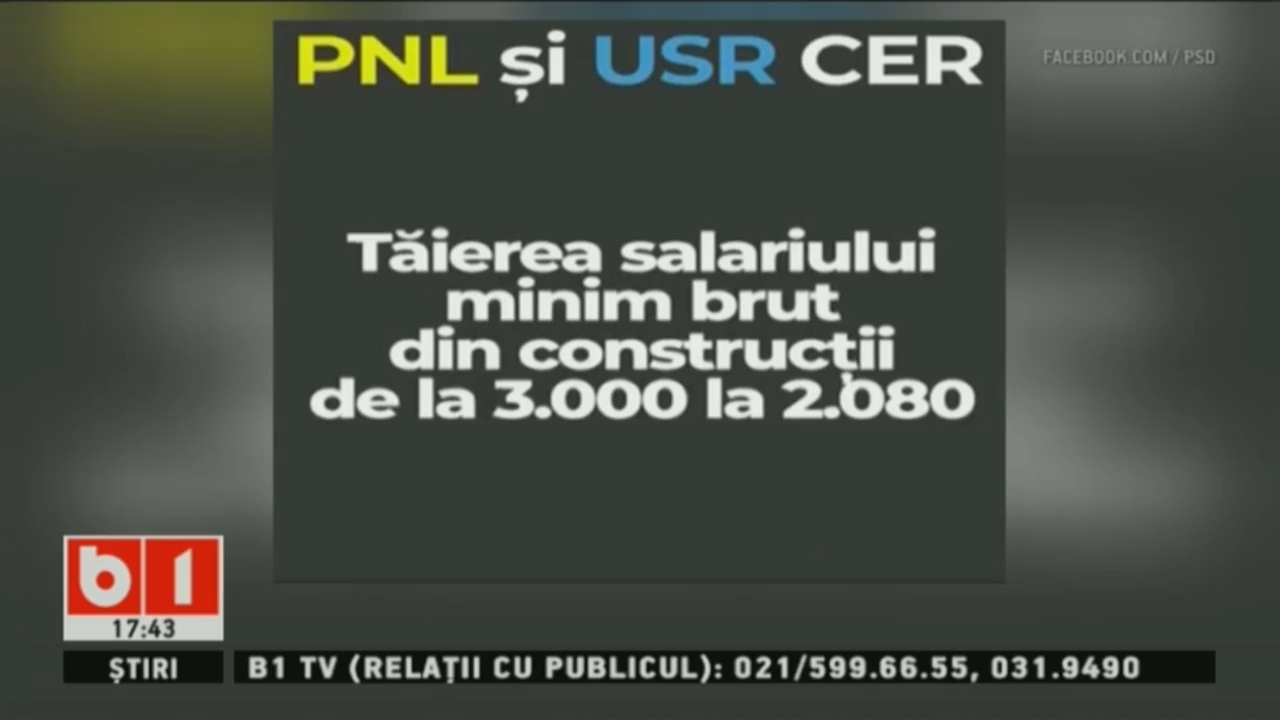 PNL și USR CER
FACEBOOK.COM / PSD
Tăierea salariului
minim brut
din construcții
de la 3.000 la 2.080
b1
17:43
ȘTIRI
B1 TV (RELAȚII CU PUBLICUL): 021/599.66.55, 031.9490